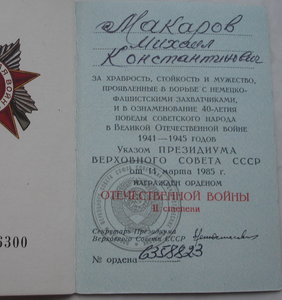 Макаров
Михаил
Константинович
ЗА ХРАБРОСТЬ, СТОЙКОСТЬ И МУЖЕСТВО,
ПРОЯВЛЕННЫЕ В БОРЬБЕ С НЕМЕЦКО-
ФАШИСТСКИМИ ЗАХВАТЧИКАМИ,
И В ОЗНАМЕНОВАНИЕ 40-ЛЕТИЯ
ПОБЕДЫ СОВЕТСКОГО НАРОДА
В ВЕЛИКОЙ ОТЕЧЕСТВЕННОЙ ВОЙНЕ
1941—1945 ГОДОВ
УКАЗОМ ПРЕЗИДИУМА
ВЕРХОВНОГО СОВЕТА СССР
от 11 марта 1985 г.
НАГРАЖДЕН ОРДЕНОМ
ОТЕЧЕСТВЕННОЙ ВОЙНЫ
II степени
Секретарь Президиума
Верховного Совета СССР
№ ордена 6358823
6300